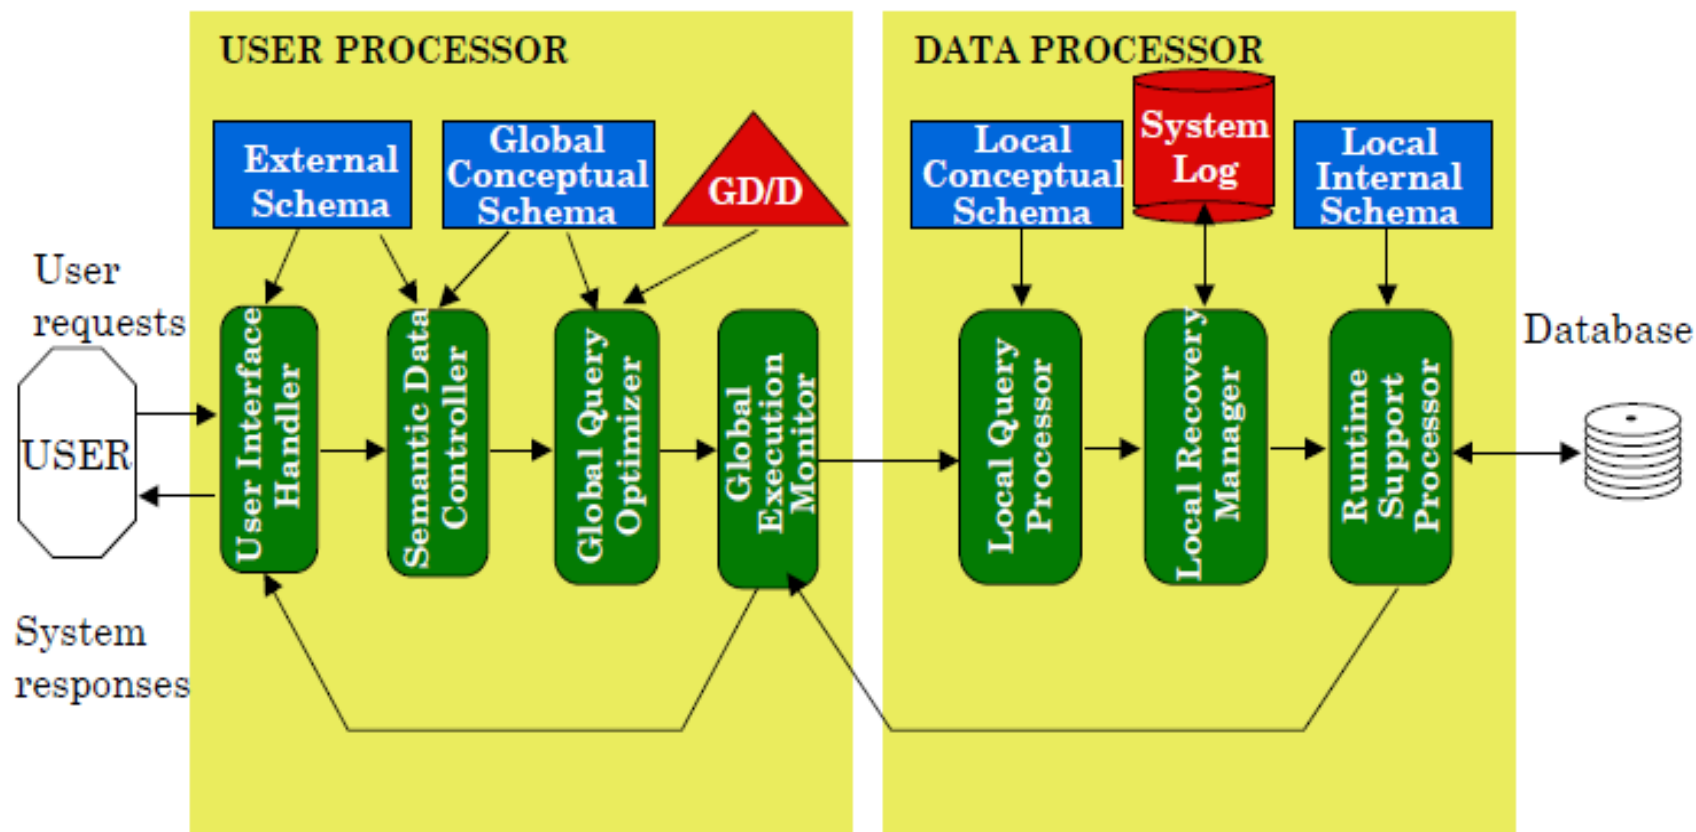 USER PROCESSOR
DATA PROCESSOR
External
Schema
Global
Conceptual
Schema
GD/D
Local
Conceptual
Schema
System
Log
Local
Internal
Schema
User
requests
USER
System
responses
User Interface
Handler
Semantic Data
Controller
Global Query
Optimizer
Global
Execution
Monitor
Local Query
Processor
Local Recovery
Manager
Runtime
Support
Processor
Database